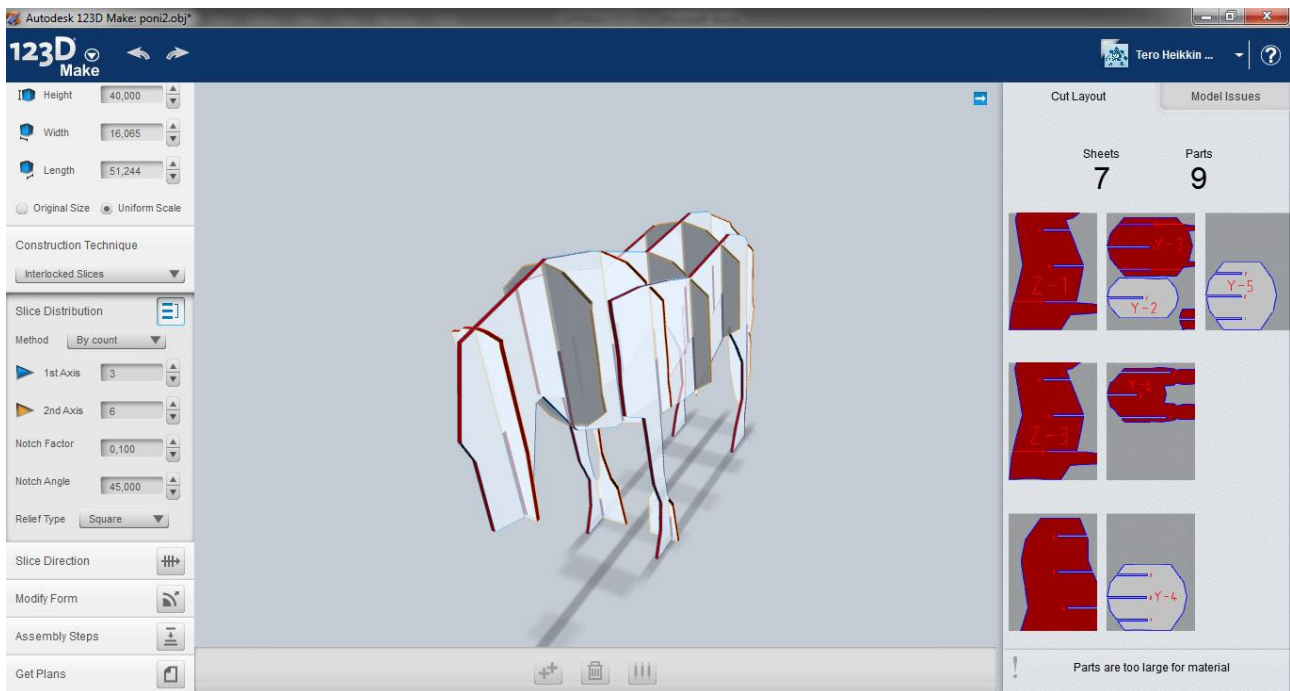 Autodesk 123D Make: poni2.obj*
123D
Make
Tero Heikkin ...
?
Height 40,000
Width 16,065
Length 51,244
Original Size Uniform Scale
Construction Technique
Interlocked Slices
Slice Distribution
Method By count
1st Axis 3
2nd Axis 6
Notch Factor 0,100
Notch Angle 45,000
Relief Type Square
Slice Direction
Modify Form
Assembly Steps
Get Plans
Cut Layout Model Issues
Sheets Parts
7 9
Z-1
Y-3
Y-2
Y-5
Z-3
Y-4
! Parts are too large for material